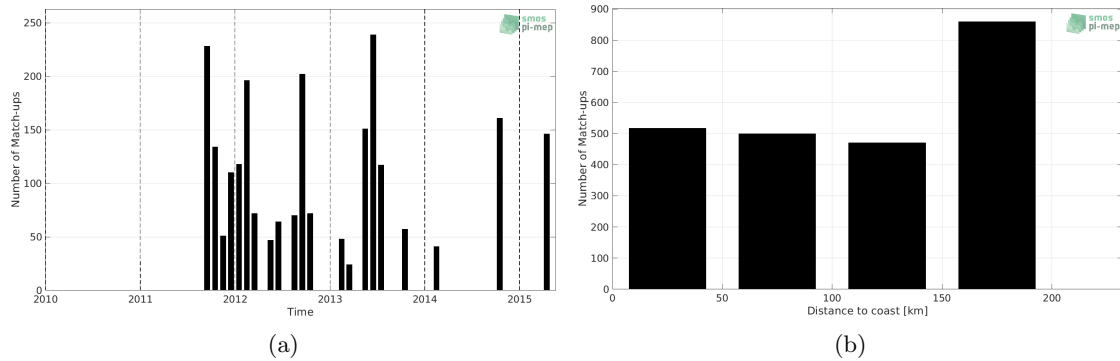 smos
pi-mep
250
200
150
100
50
0
Number of Match-ups
2010 2011 2012 2013 2014 2015
Time
(a)
smos
pi-mep
900
800
700
600
500
400
300
200
100
0
Number of Match-ups
0 50 100 150 200
Distance to coast [km]
(b)